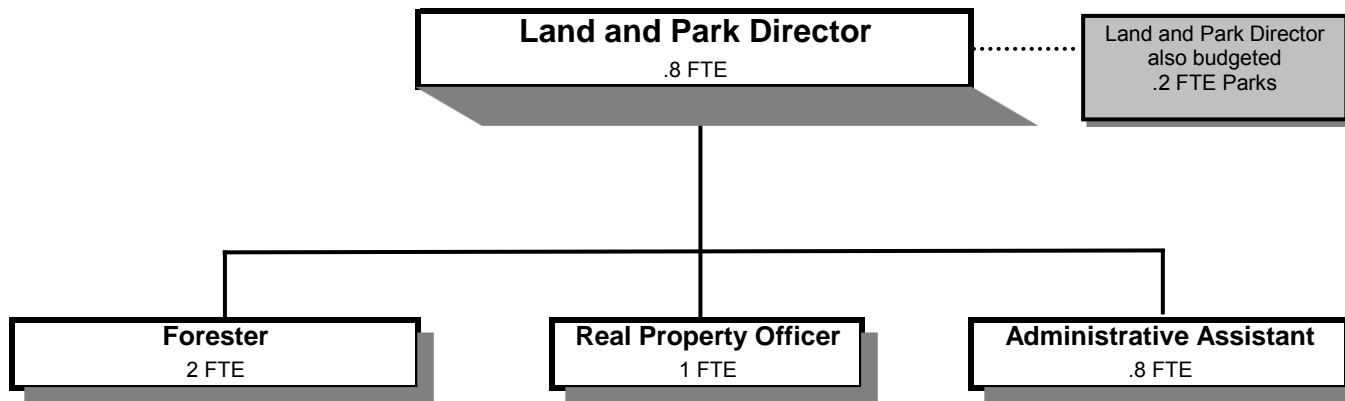 Land and Park Director
.8 FTE
Land and Park Director
also budgeted
.2 FTE Parks
Forester
2 FTE
Real Property Officer
1 FTE
Administrative Assistant
.8 FTE